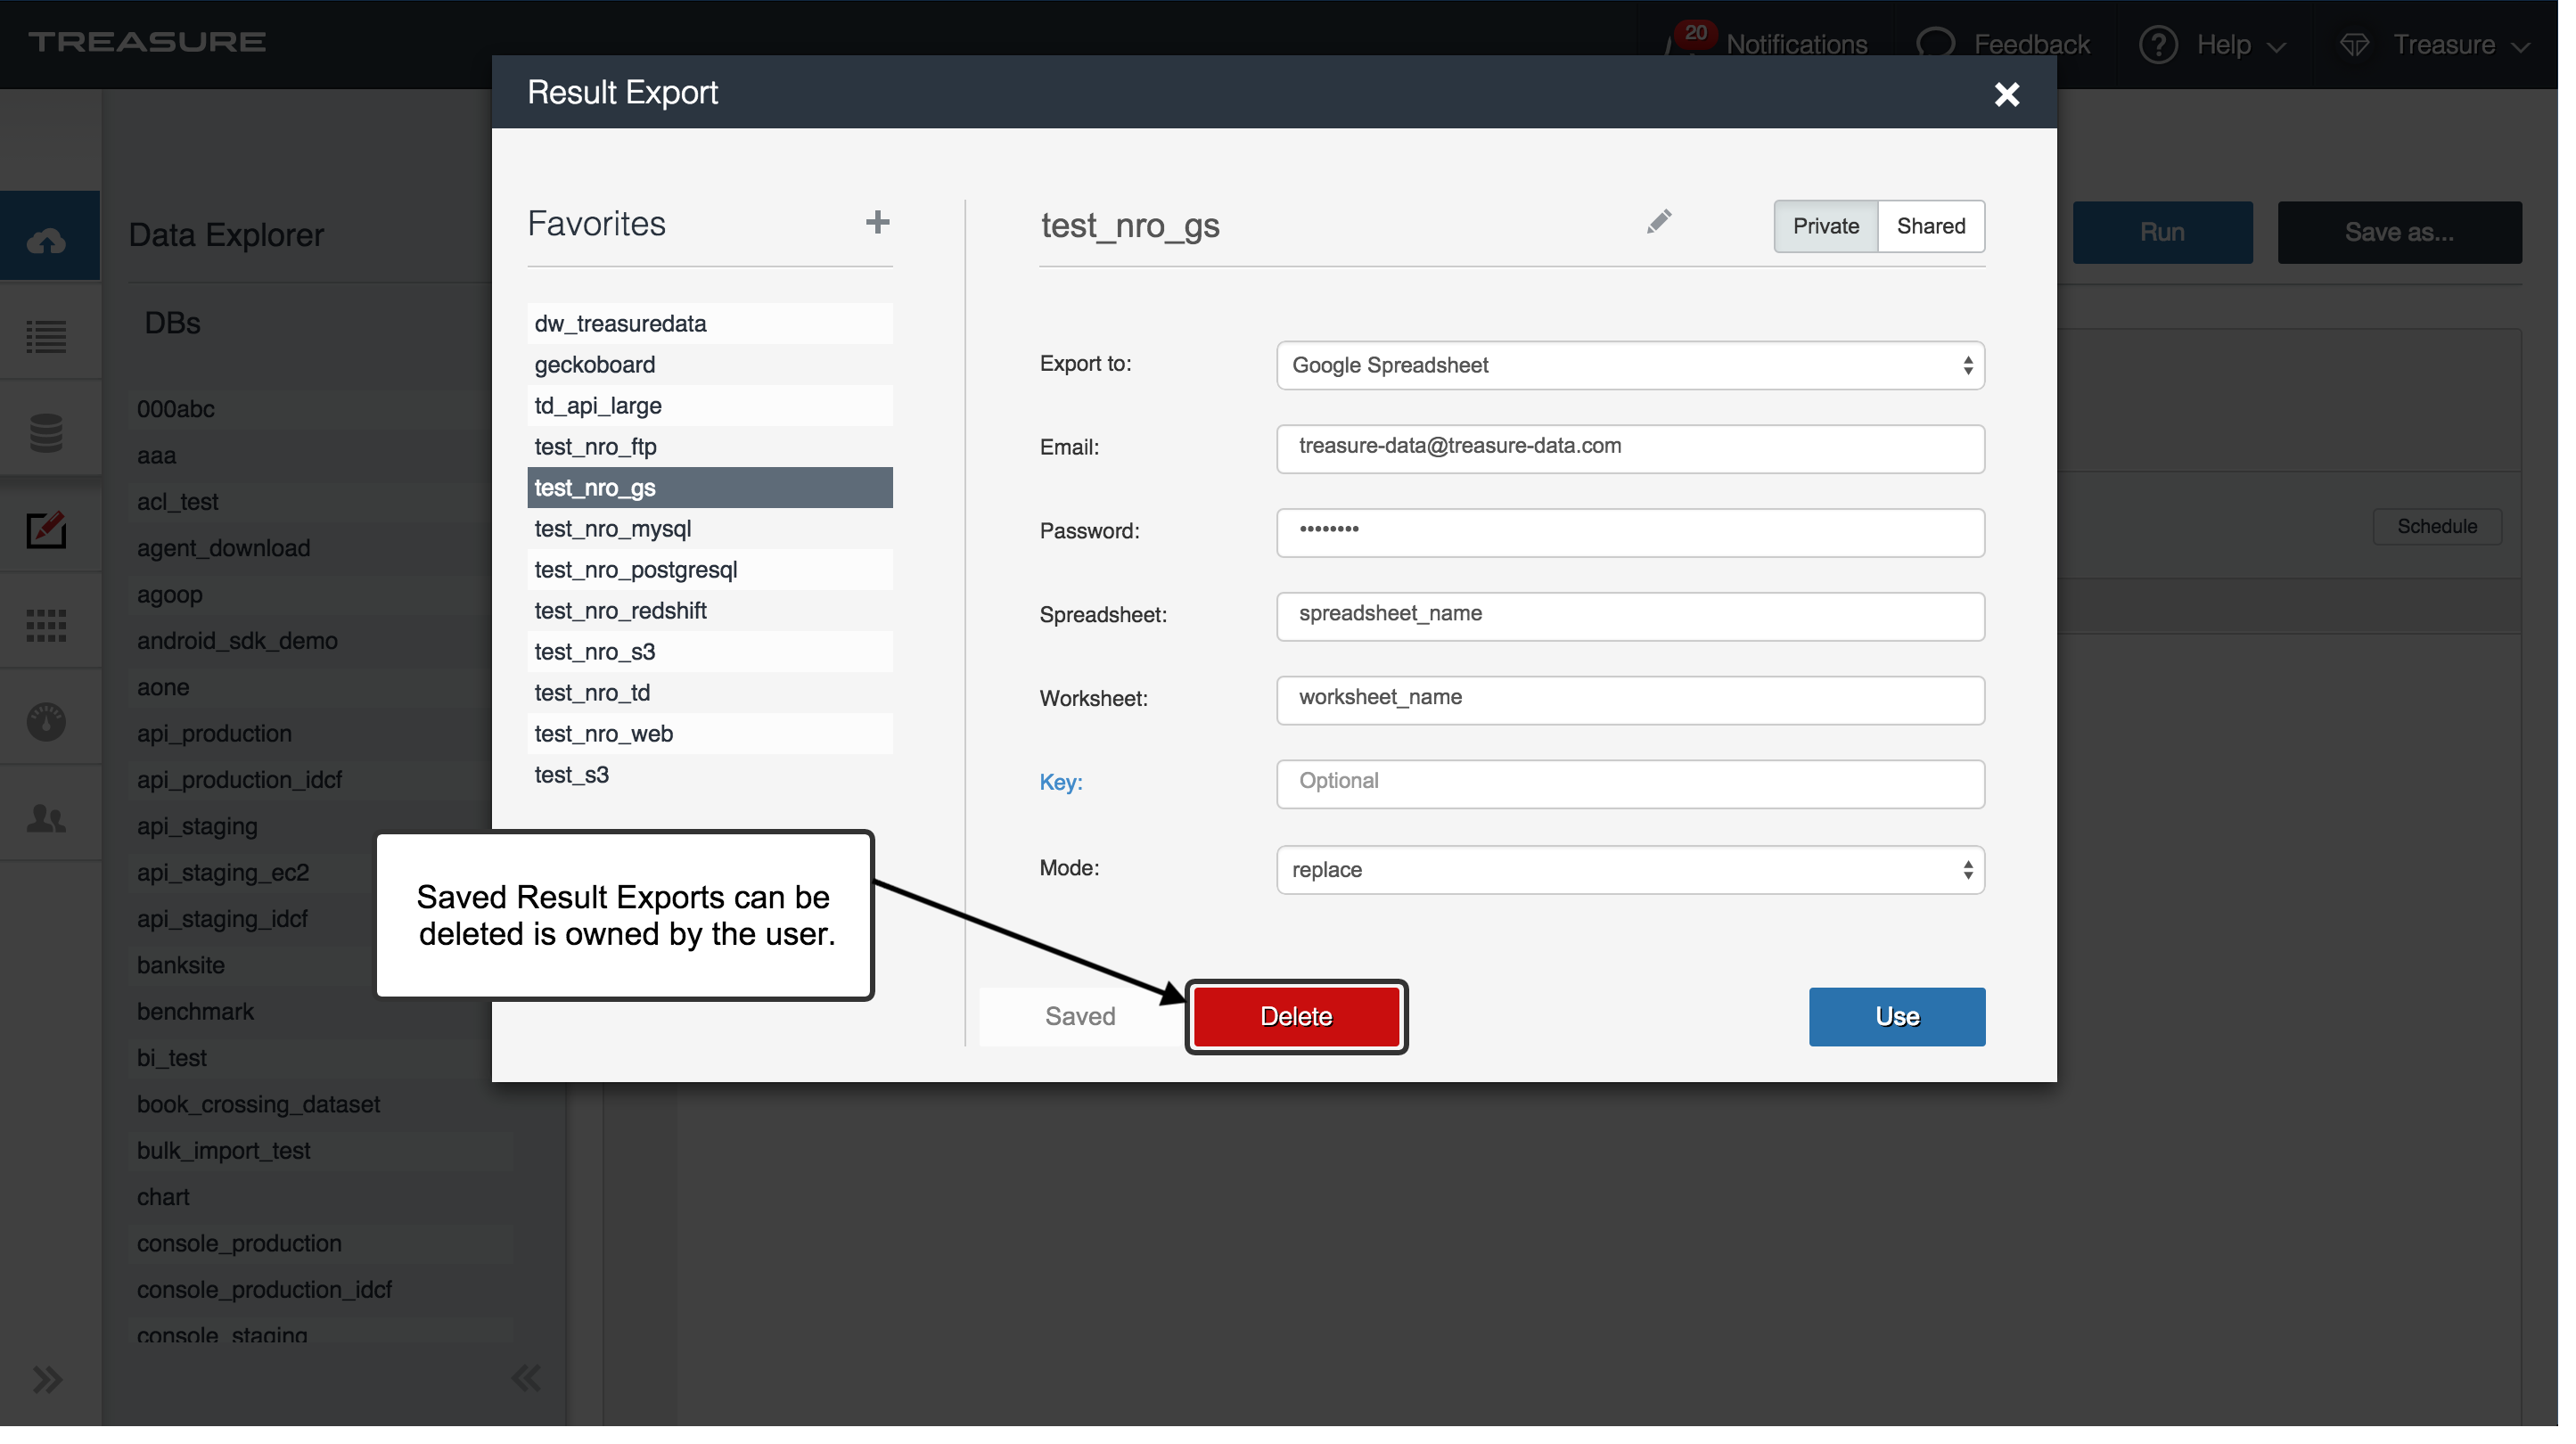 TREASURE
20 Notifications
Feedback
Help
Treasure
Result Export
Data Explorer
DBs
000abc
aaa
acl_test
agent_download
agoop
android_sdk_demo
aone
api_production
api_production_idcf
api_staging
api_staging_ec2
api_staging_idcf
banksite
benchmark
bi_test
book_crossing_dataset
bulk_import_test
chart
console_production
console_production_idcf
console_staging
Favorites
dw_treasuredata
geckoboard
td_api_large
test_nro_ftp
test_nro_gs
test_nro_mysql
test_nro_postgresql
test_nro_redshift
test_nro_s3
test_nro_td
test_nro_web
test_s3
test_nro_gs
Private Shared
Export to: Google Spreadsheet
Email: treasure-data@treasure-data.com
Password: ••••••••
Spreadsheet: spreadsheet_name
Worksheet: worksheet_name
Key: Optional
Mode: replace
Saved Result Exports can be
deleted is owned by the user.
Saved
Delete
Use
Run
Save as...
Schedule